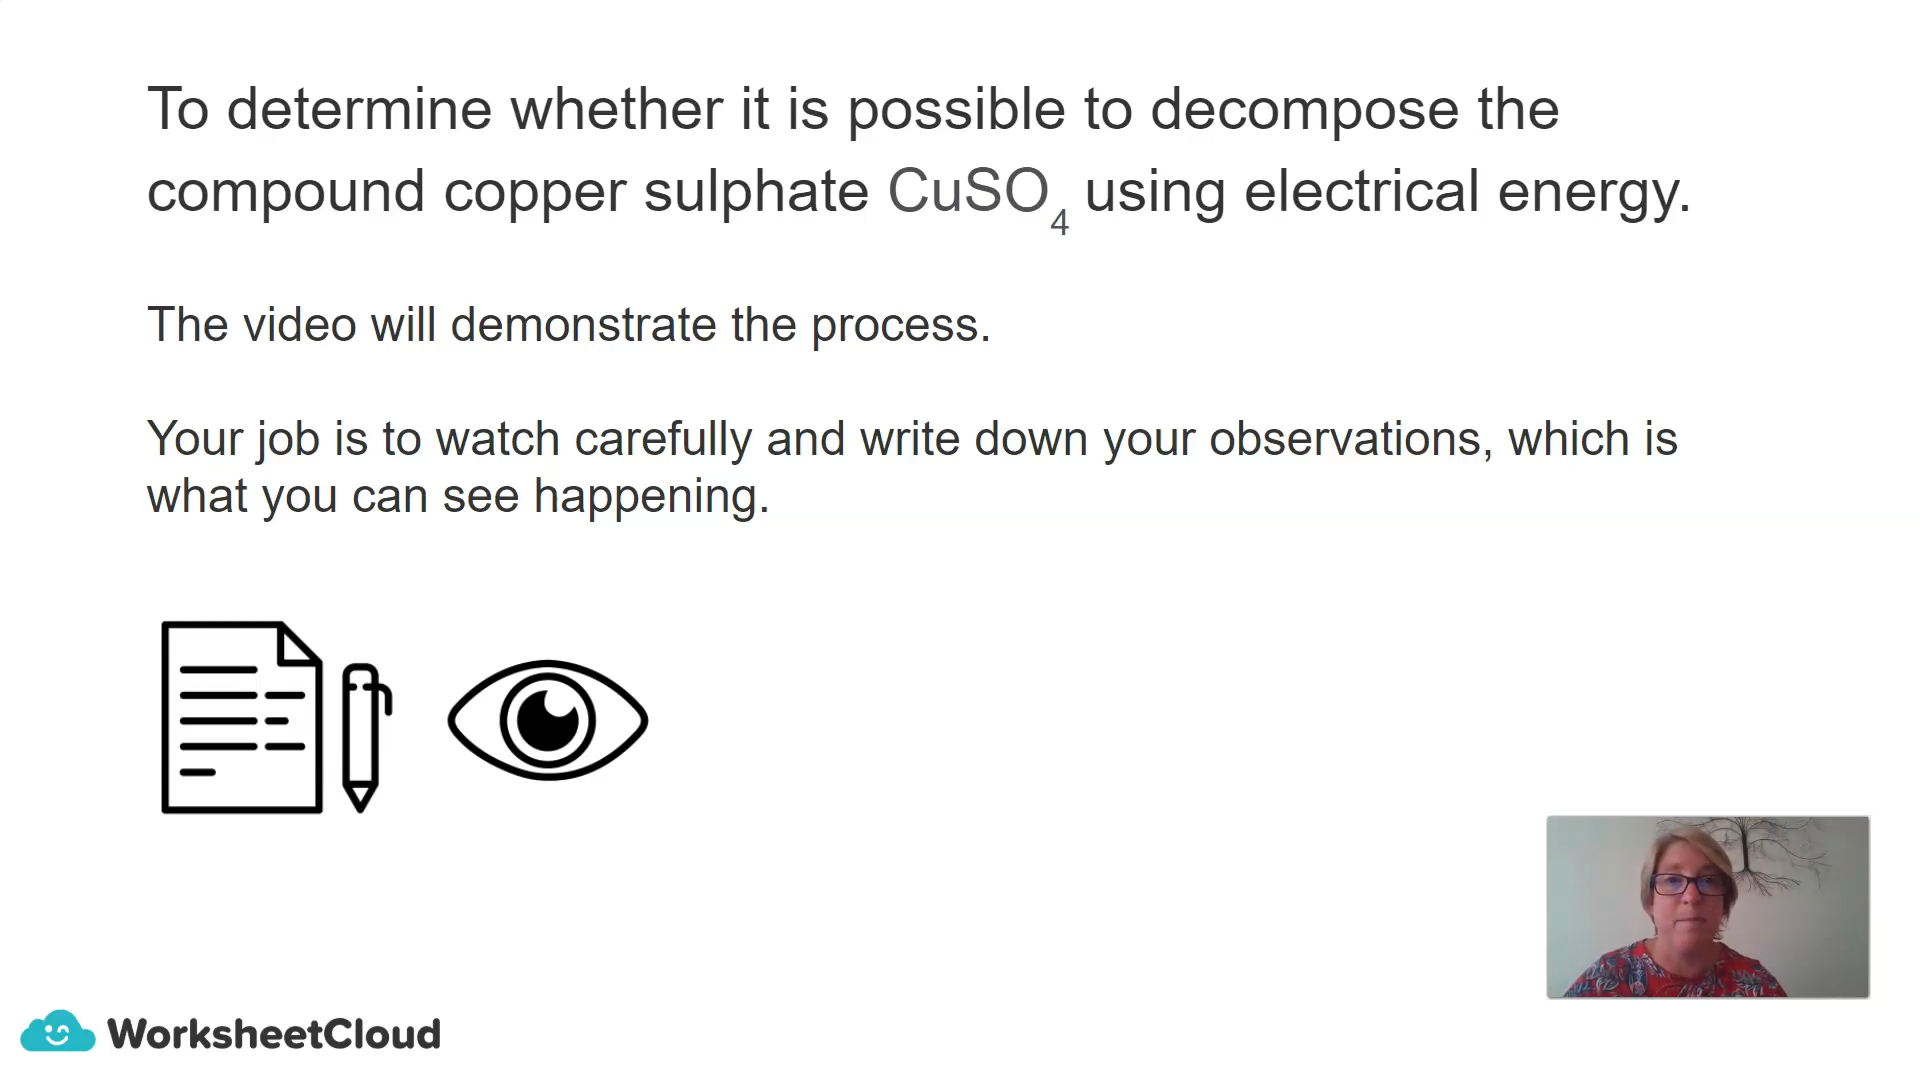 To determine whether it is possible to decompose the
compound copper sulphate CuSO₄ using electrical energy.
The video will demonstrate the process.
Your job is to watch carefully and write down your observations, which is
what you can see happening.
WorksheetCloud